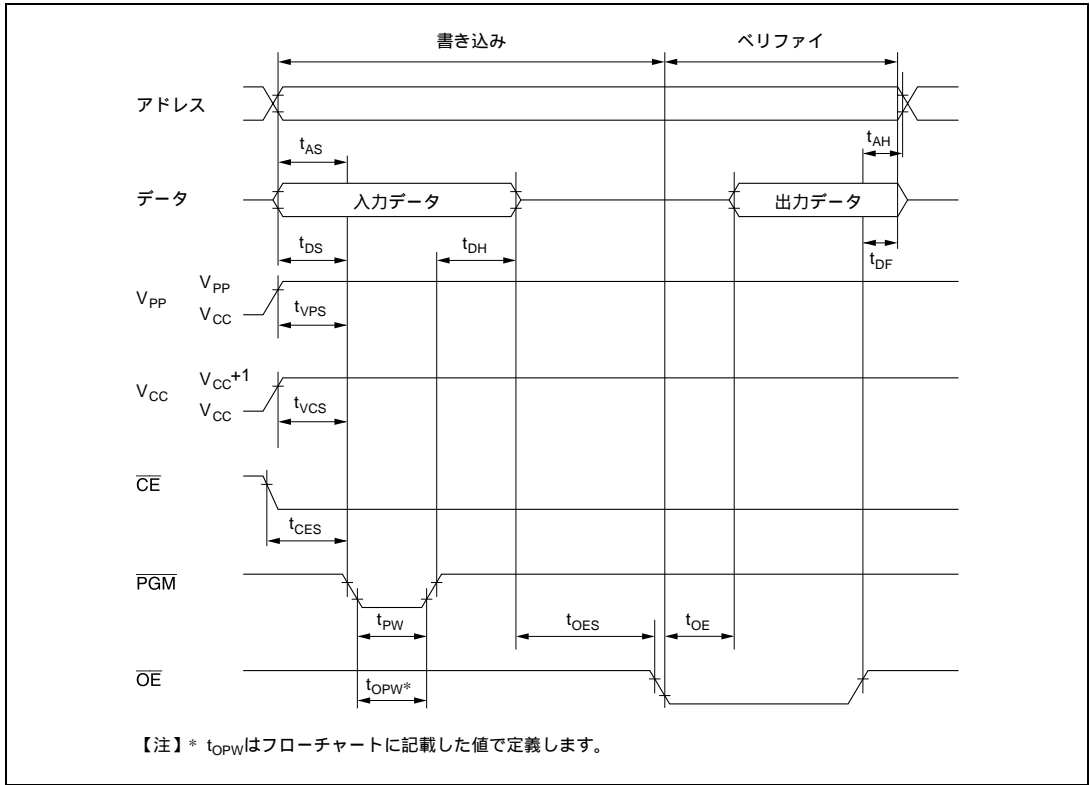 書き込み ベリファイ
アドレス
tAS tAH
データ 入力データ 出力データ
tDS tDH tDF
VPP VPP
VCC tVPS
VCC VCC+1
VCC tVCS
CE
tCES
PGM
tPW tOES tOE
OE tOPW*
【注】* tOPWはフローチャートに記載した値で定義します。